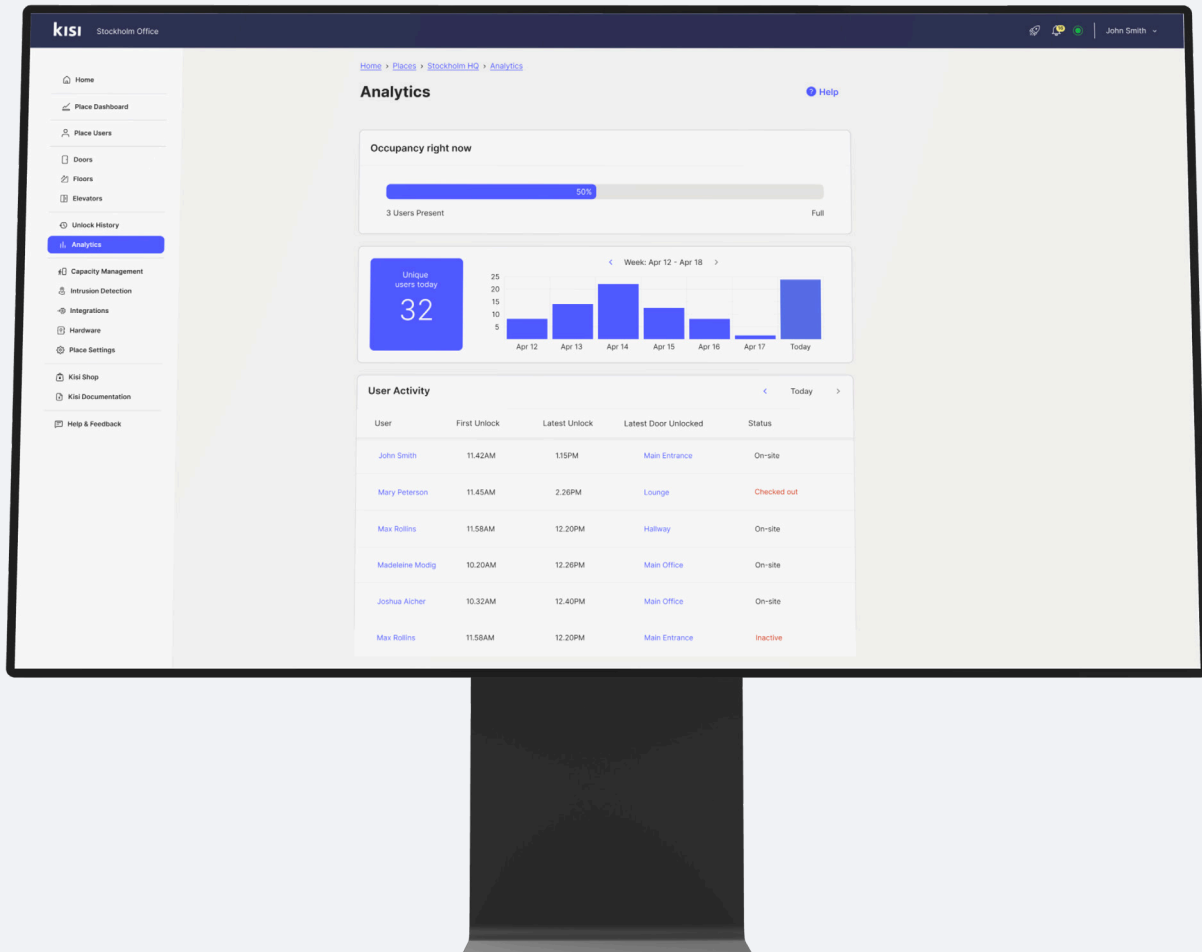 kisi Stockholm Office John Smith
Home
Place Dashboard
Place Users
Doors
Floors
Elevators
Unlock History
Analytics
Capacity Management
Intrusion Detection
Integrations
Hardware
Place Settings
Kisi Shop
Kisi Documentation
Help & Feedback
Home › Places › Stockholm HQ › Analytics
Analytics
? Help
Occupancy right now
50%
3 Users Present Full
Unique
users today
32
‹ Week: Apr 12 - Apr 18 ›
25
20
15
10
5
Apr 12 Apr 13 Apr 14 Apr 15 Apr 16 Apr 17 Today
User Activity ‹ Today ›
User First Unlock Latest Unlock Latest Door Unlocked Status
John Smith 11.42AM 1.15PM Main Entrance On-site
Mary Peterson 11.45AM 2.26PM Lounge Checked out
Max Rollins 11.58AM 12.20PM Hallway On-site
Madeleine Modig 10.20AM 12.26PM Main Office On-site
Joshua Aicher 10.32AM 12.40PM Main Office On-site
Max Rollins 11.58AM 12.20PM Main Entrance Inactive